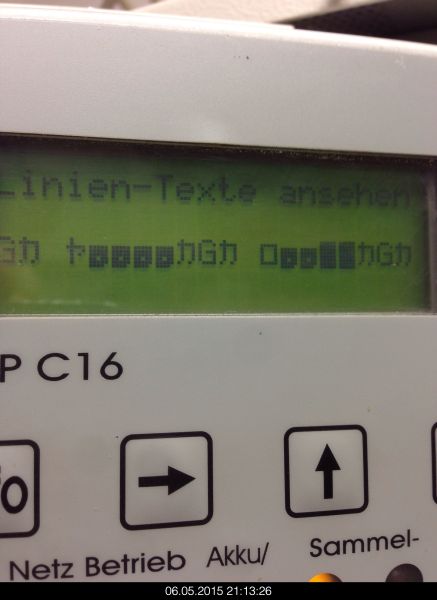 Linien-Texte ansehen
P C16
Netz Betrieb Akku/ Sammel-
06.05.2015 21:13:26